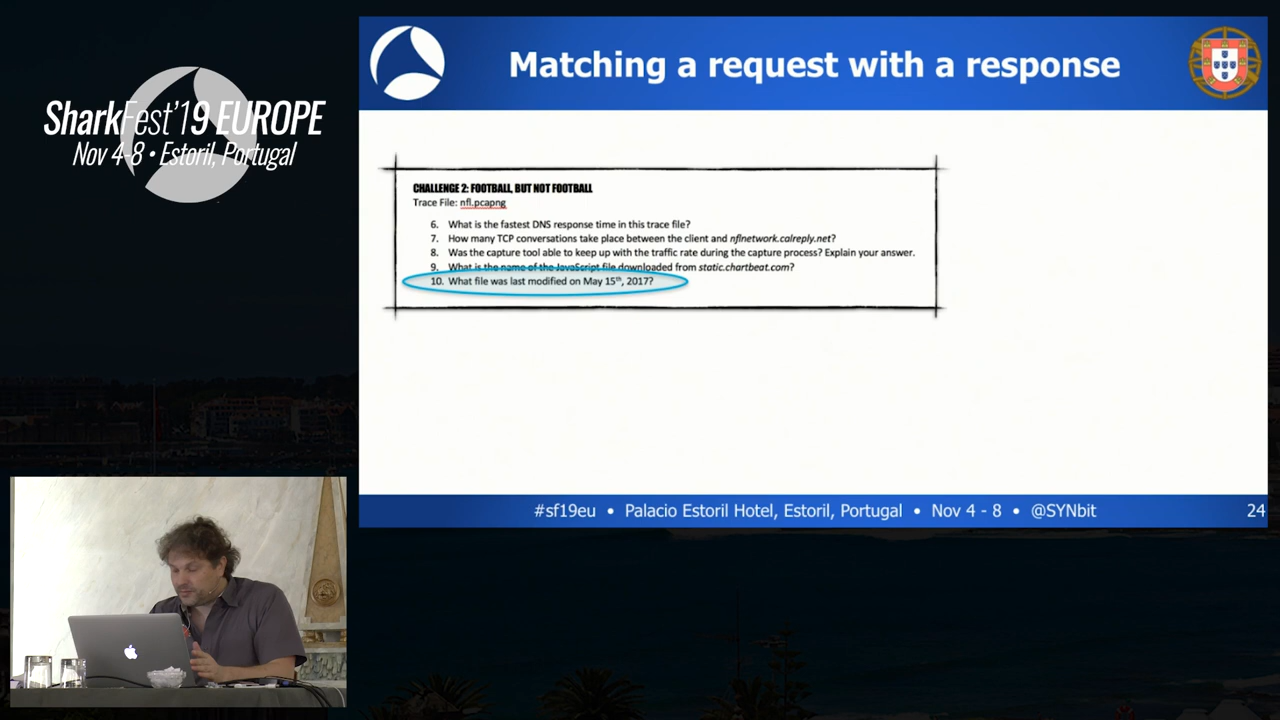 SharkFest'19 EUROPE
Nov 4-8 • Estoril, Portugal
Matching a request with a response
CHALLENGE 2: FOOTBALL, BUT NOT FOOTBALL
Trace File: nfl.pcapng
6. What is the fastest DNS response time in this trace file?
7. How many TCP conversations take place between the client and nflnetwork.calreply.net?
8. Was the capture tool able to keep up with the traffic rate during the capture process? Explain your answer.
9. What is the name of the JavaScript file downloaded from static.chartbeat.com?
10. What file was last modified on May 15th, 2017?
#sf19eu • Palacio Estoril Hotel, Estoril, Portugal • Nov 4 - 8 • @SYNbit
24